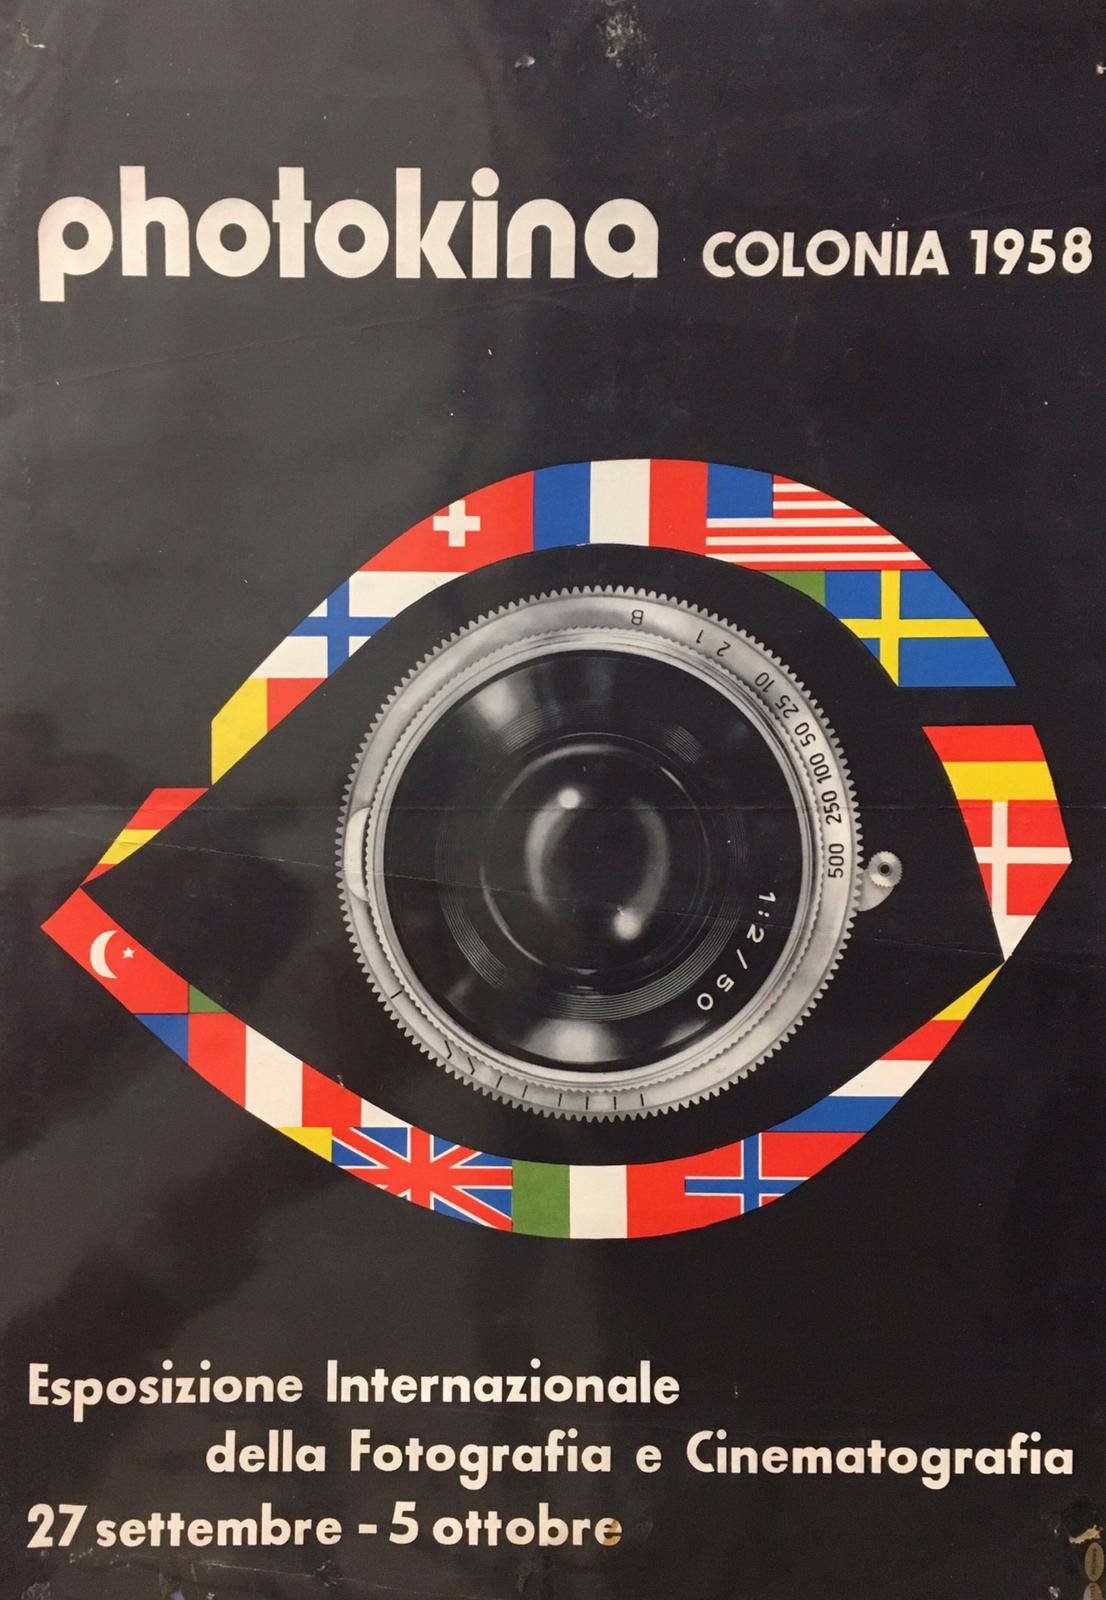 photokina COLONIA 1958
B 1 2 10 25 50 100 250 500
1:2/50
Esposizione Internazionale
della Fotografia e Cinematografia
27 settembre - 5 ottobre